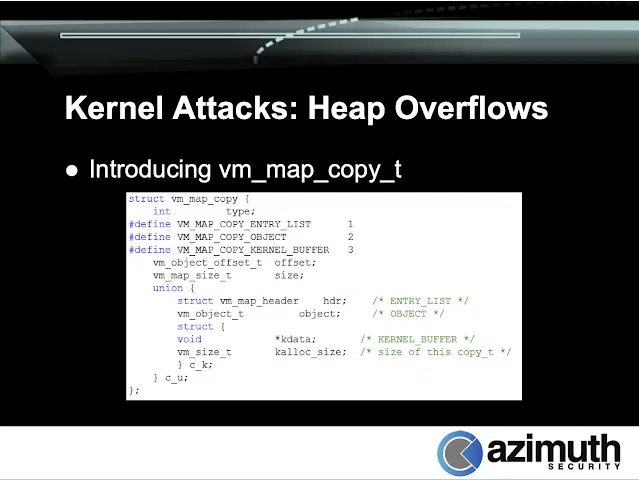 Kernel Attacks: Heap Overflows
● Introducing vm_map_copy_t
struct vm_map_copy {
int type;
#define VM_MAP_COPY_ENTRY_LIST 1
#define VM_MAP_COPY_OBJECT 2
#define VM_MAP_COPY_KERNEL_BUFFER 3
vm_object_offset_t offset;
vm_map_size_t size;
union {
struct vm_map_header hdr; /* ENTRY_LIST */
vm_object_t object; /* OBJECT */
struct {
void *kdata; /* KERNEL_BUFFER */
vm_size_t kalloc_size; /* size of this copy_t */
} c_k;
} c_u;
};
azimuth
SECURITY